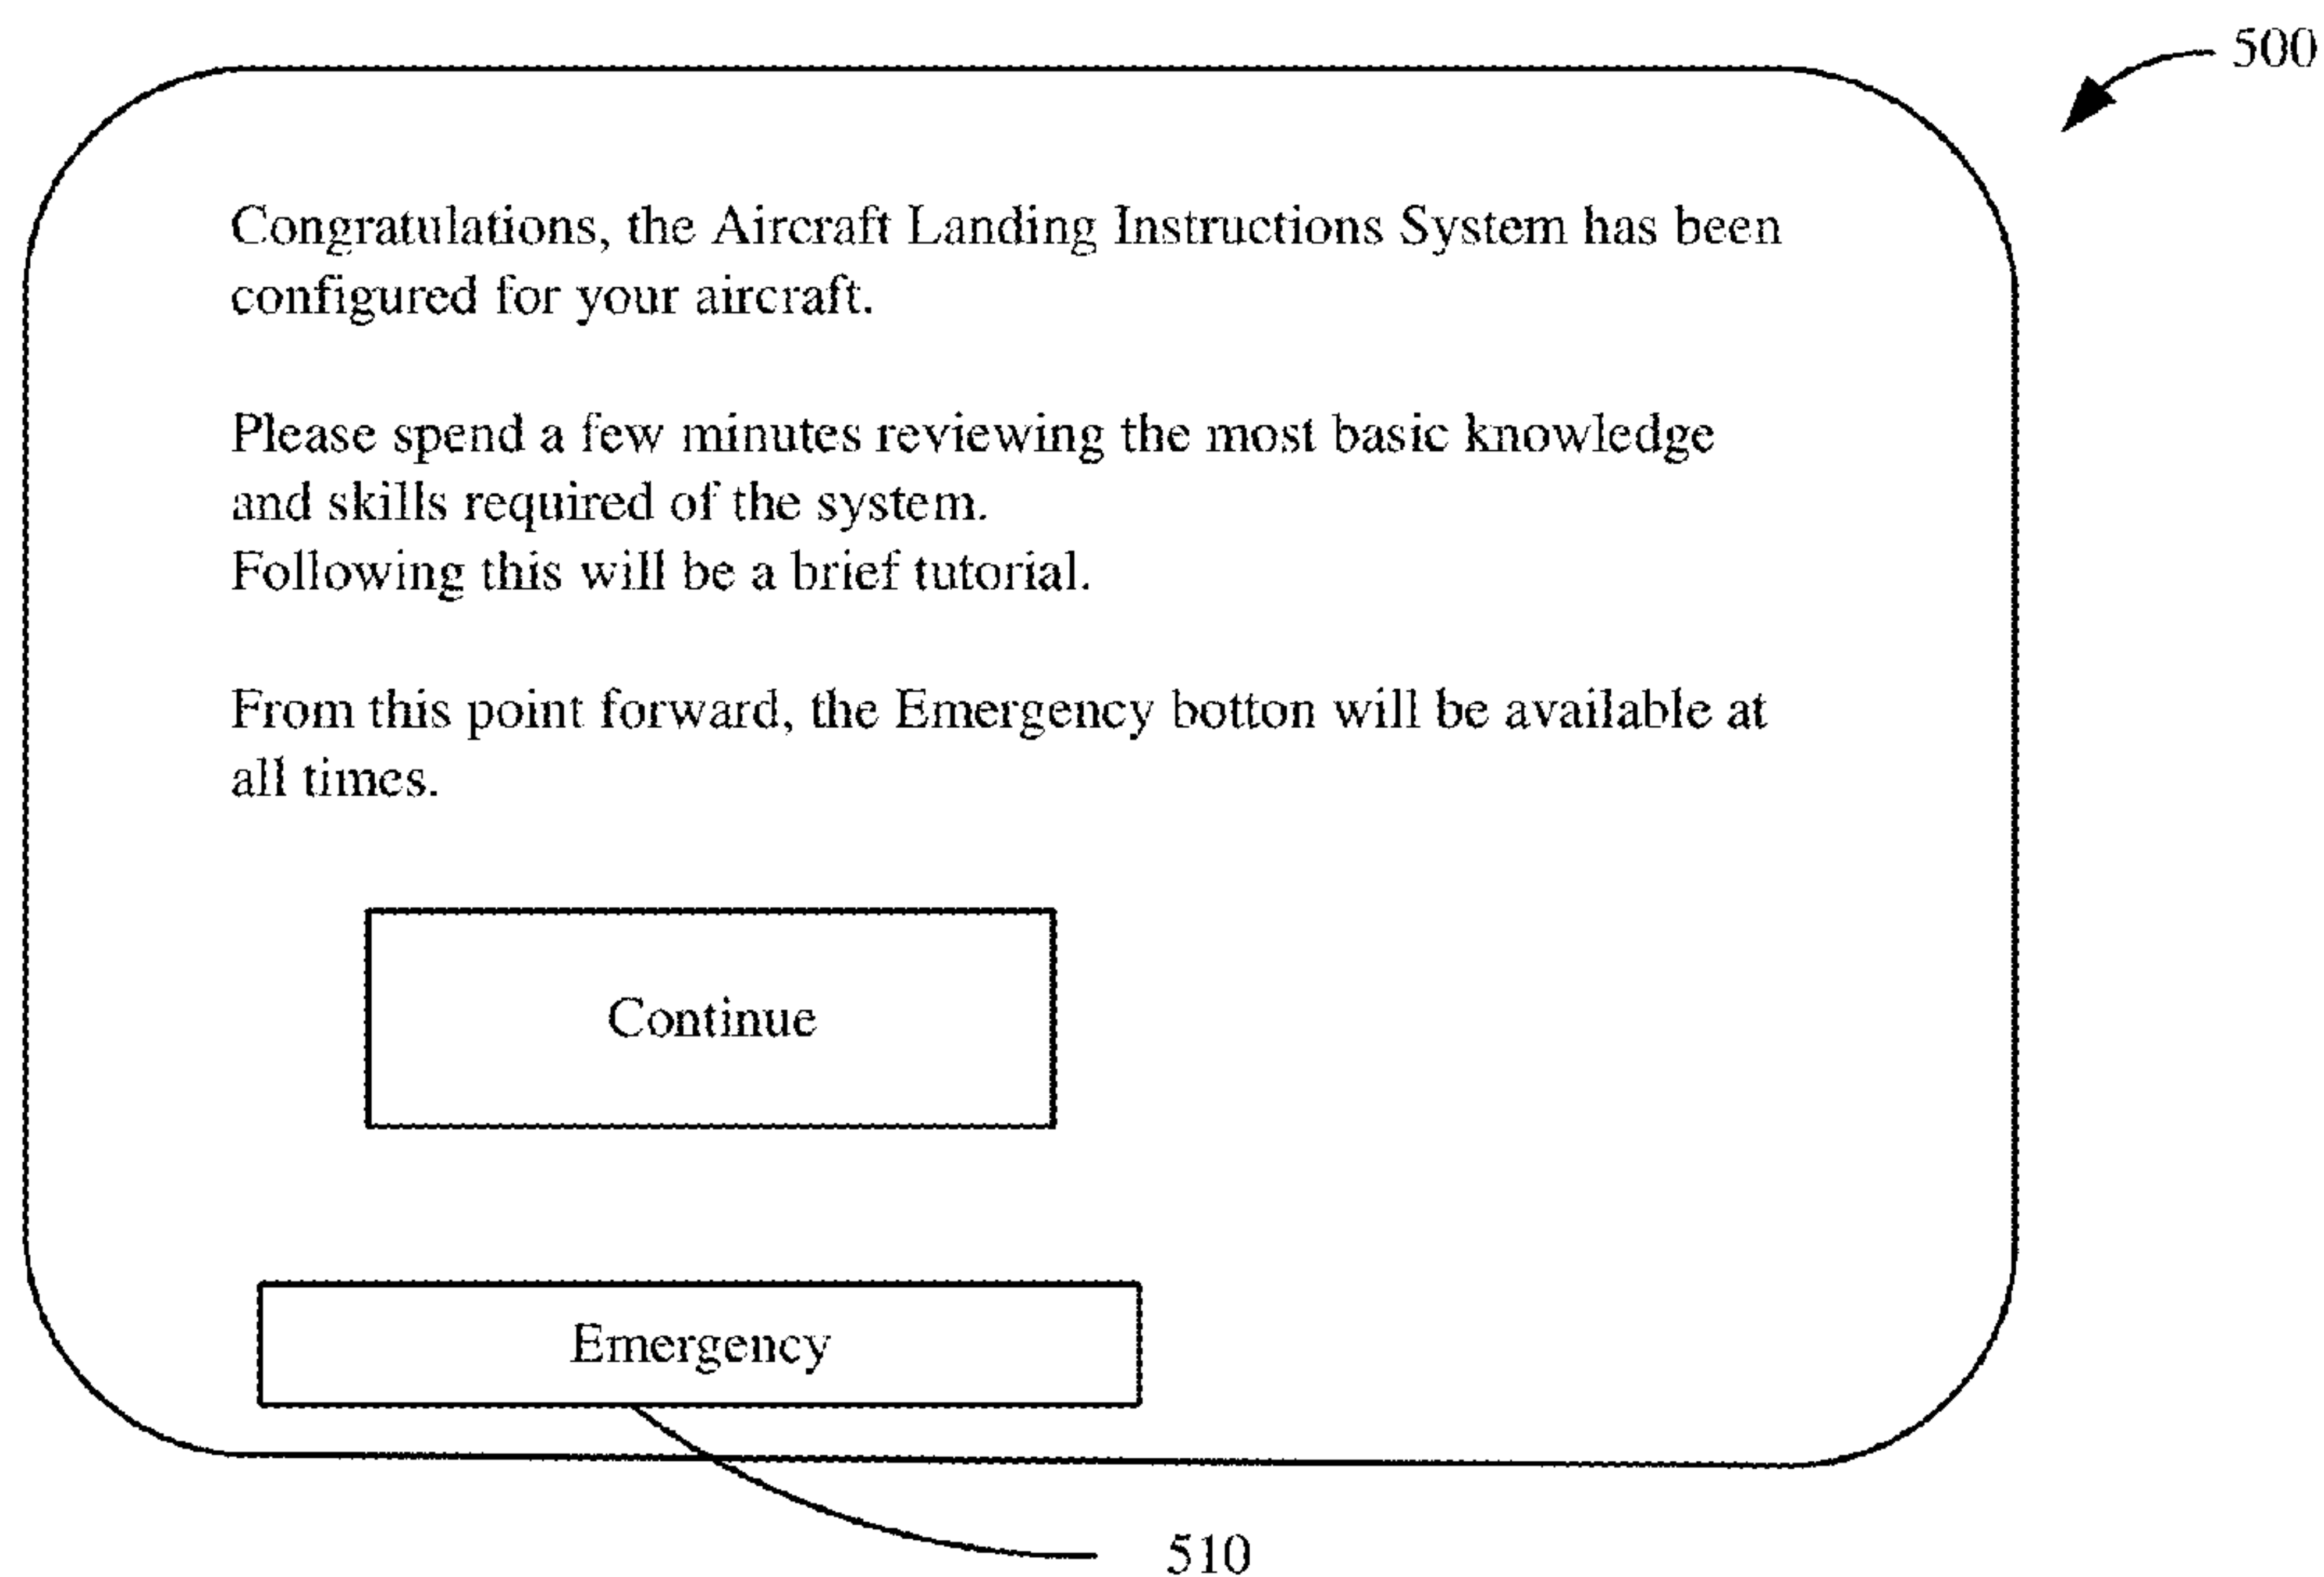 500
Congratulations, the Aircraft Landing Instructions System has been
configured for your aircraft.
Please spend a few minutes reviewing the most basic knowledge
and skills required of the system.
Following this will be a brief tutorial.
From this point forward, the Emergency botton will be available at
all times.
Continue
Emergency
510